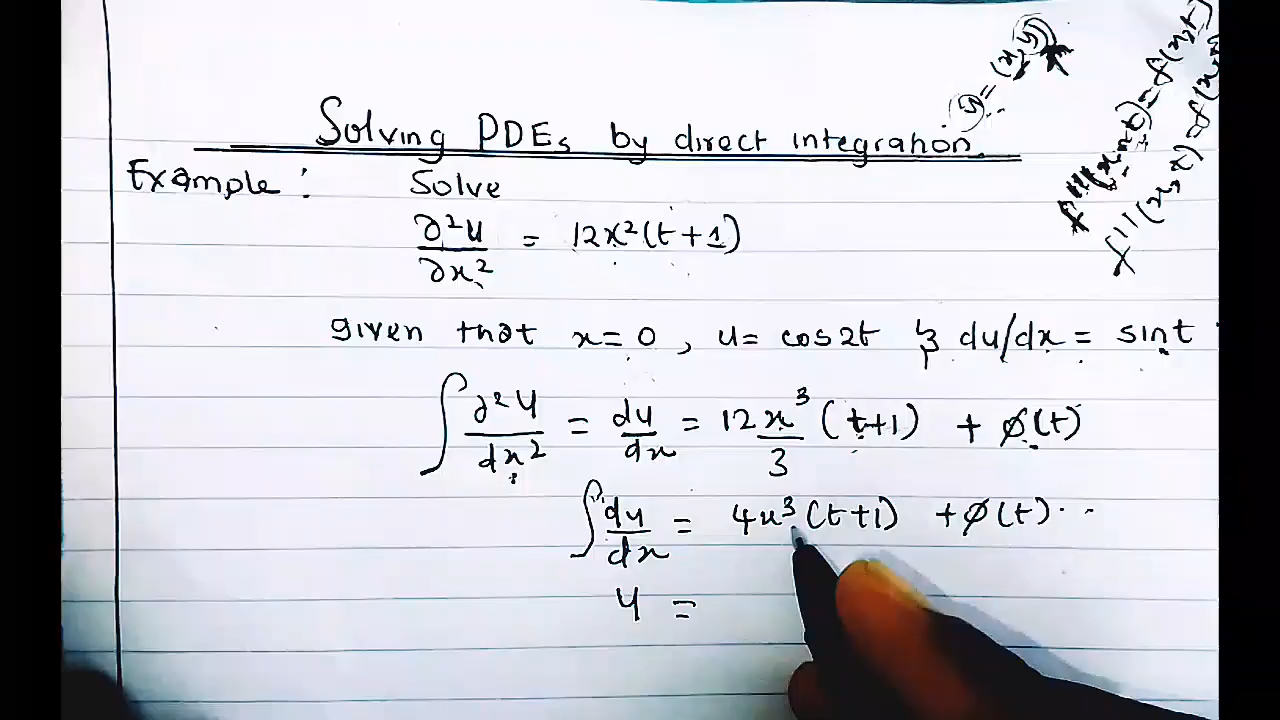 Solving PDEs by direct integration.
Example: Solve
∂²u/∂x² = 12x²(t+1)
given that x=0, u= cos2t & du/dx = sint
∫ ∂²u/dx² = du/dx = 12x³/3 (t+1) + ø(t)
∫ du/dx = 4x³(t+1) + ø(t)...
u =